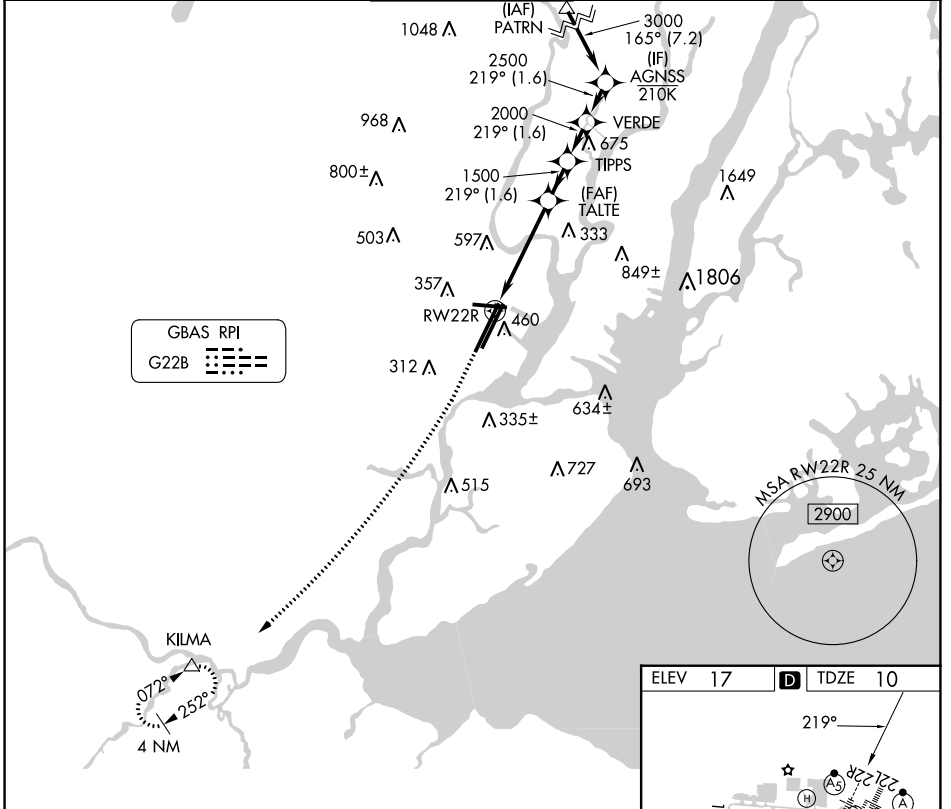 (IAF)
PATRN
3000
165° (7.2)
1048
(IF)
AGNSS
210K
2500
219° (1.6)
2000
219° (1.6)
VERDE
675
968
TIPPS
800±
1500
219° (1.6)
(FAF)
TALTE
1649
503
597
333
849±
1806
357
RW22R
460
GBAS RPI
G22B
312
335±
634±
727
693
515
MSA RW22R 25 NM
2900
KILMA
072°
252°
4 NM
ELEV 17
D
TDZE 10
219°
22R
22L
A5
H
A